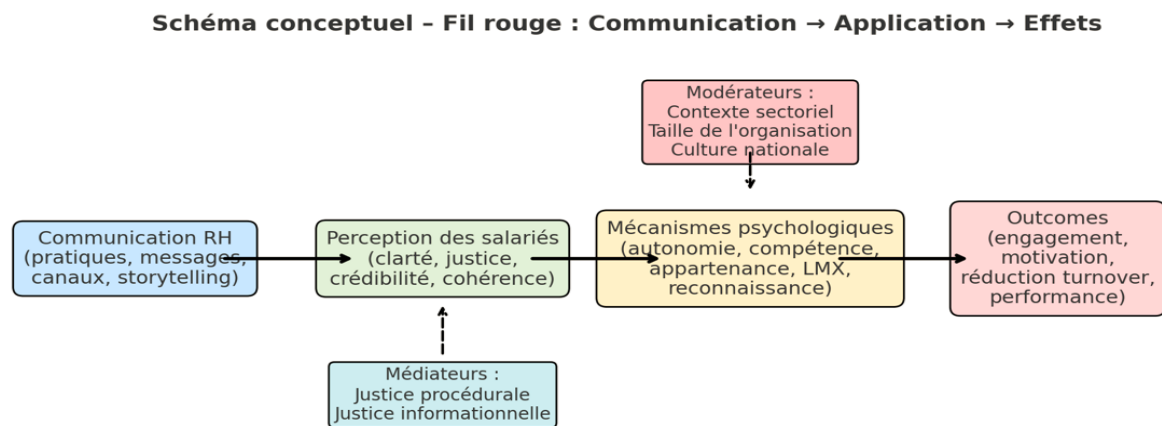 Schéma conceptuel – Fil rouge : Communication → Application → Effets
Modérateurs :
Contexte sectoriel
Taille de l'organisation
Culture nationale
Communication RH
(pratiques, messages,
canaux, storytelling)
Perception des salariés
(clarté, justice,
crédibilité, cohérence)
Mécanismes psychologiques
(autonomie, compétence,
appartenance, LMX,
reconnaissance)
Outcomes
(engagement,
motivation,
réduction turnover,
performance)
Médiateurs :
Justice procédurale
Justice informationnelle